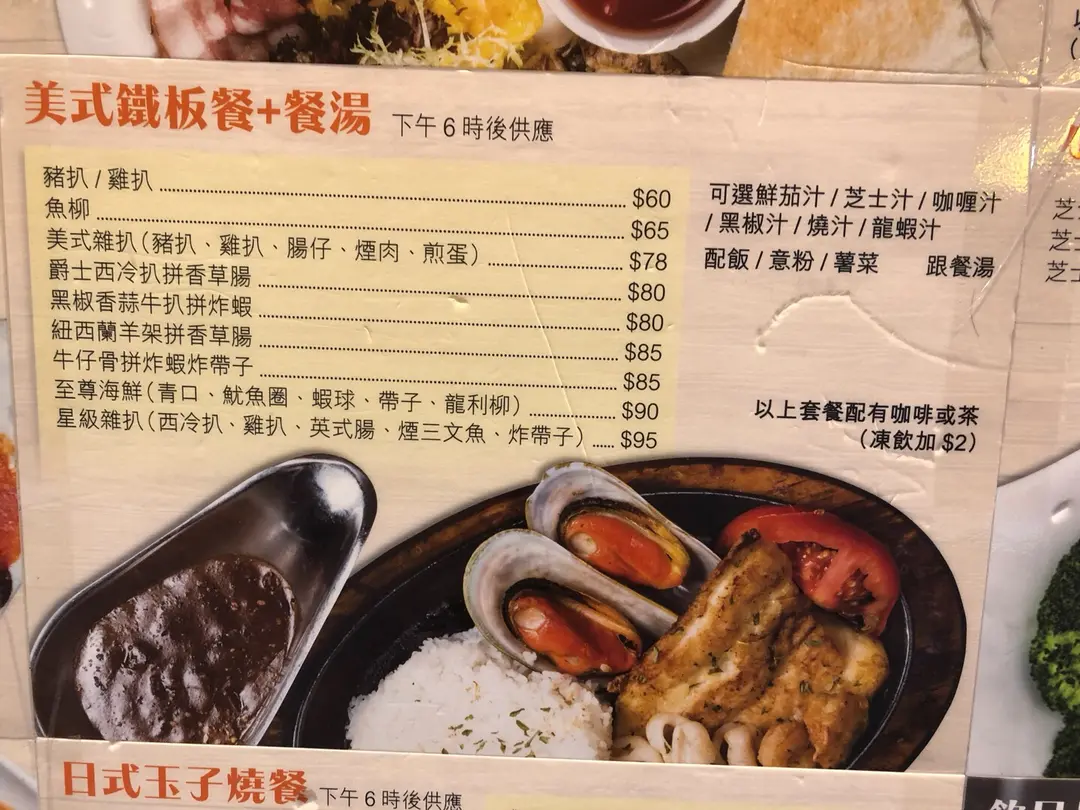 美式鐵板餐+餐湯 下午6時後供應
豬扒/雞扒 $60
魚柳 $65
美式雜扒(豬扒、雞扒、腸仔、煙肉、煎蛋) $78
爵士西冷扒拼香草腸 $80
黑椒香蒜牛扒拼炸蝦 $80
紐西蘭羊架拼香草腸 $85
牛仔骨拼炸蝦炸帶子 $85
至尊海鮮(青口、魷魚圈、蝦球、帶子、龍利柳) $90
星級雜扒(西冷扒、雞扒、英式腸、煙三文魚、炸帶子) $95
可選鮮茄汁/芝士汁/咖喱汁
/黑椒汁/燒汁/龍蝦汁
配飯/意粉/薯菜 跟餐湯
以上套餐配有咖啡或茶
(凍飲加$2)
芝
芝
芝
日式玉子燒餐 下午6時後供應